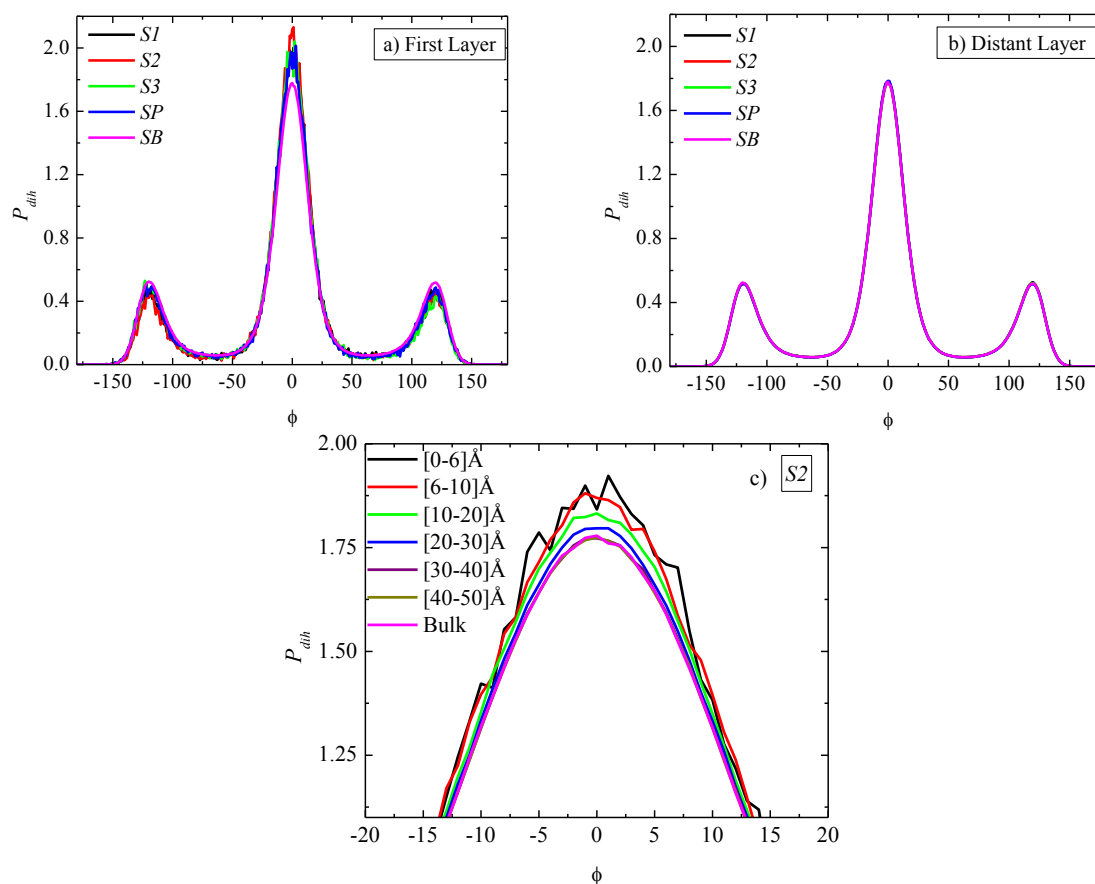 a) First Layer
S1
S2
S3
SP
SB
P_dih
2.0
1.6
1.2
0.8
0.4
0.0
-150 -100 -50 0 50 100 150
ϕ
b) Distant Layer
S1
S2
S3
SP
SB
P_dih
2.0
1.6
1.2
0.8
0.4
0.0
-150 -100 -50 0 50 100 150
ϕ
c) S2
[0-6]Å
[6-10]Å
[10-20]Å
[20-30]Å
[30-40]Å
[40-50]Å
Bulk
P_dih
2.00
1.75
1.50
1.25
-20 -15 -10 -5 0 5 10 15 20
ϕ